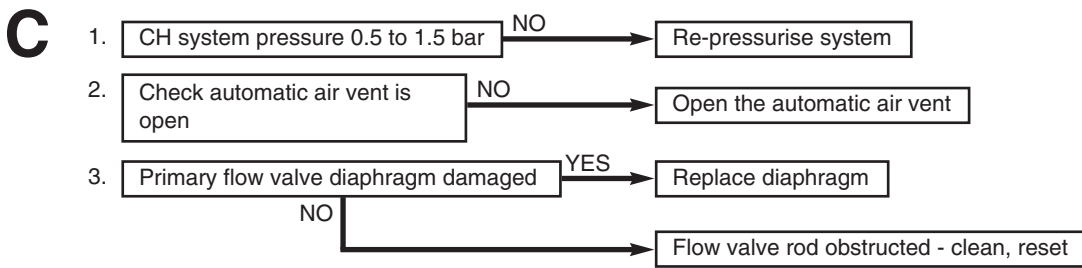 C
1. CH system pressure 0.5 to 1.5 bar NO Re-pressurise system
2. Check automatic air vent is open NO Open the automatic air vent
3. Primary flow valve diaphragm damaged YES Replace diaphragm
NO
Flow valve rod obstructed - clean, reset